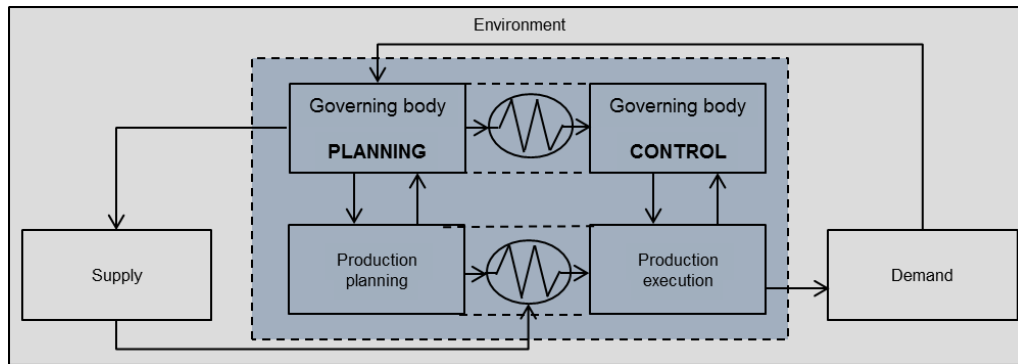 Environment
Governing body
PLANNING
Governing body
CONTROL
Supply
Production
planning
Production
execution
Demand